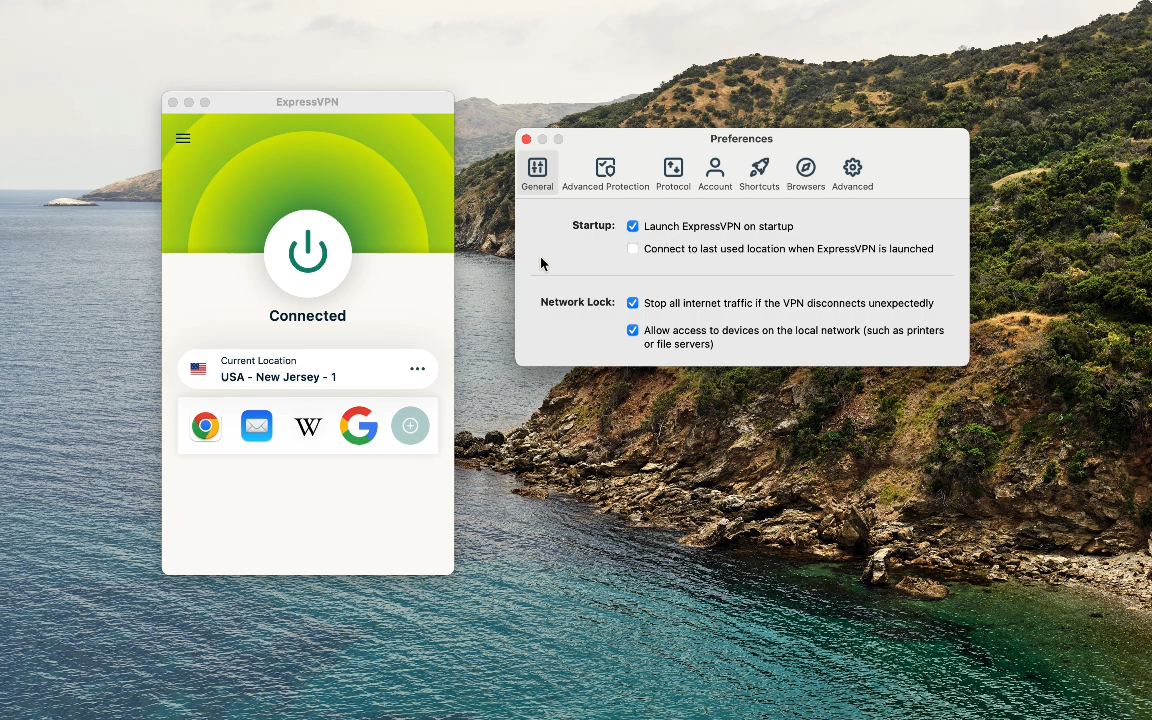 ExpressVPN
Connected
Current Location
USA - New Jersey - 1
W
G
Preferences
General
Advanced Protection
Protocol
Account
Shortcuts
Browsers
Advanced
Startup:
Launch ExpressVPN on startup
Connect to last used location when ExpressVPN is launched
Network Lock:
Stop all internet traffic if the VPN disconnects unexpectedly
Allow access to devices on the local network (such as printers
or file servers)